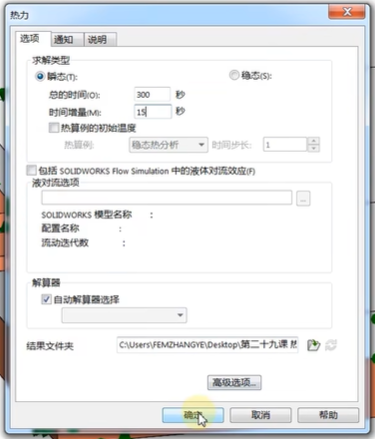 热力
选项 通知 说明
求解类型
瞬态(T): 稳态(S):
总的时间(O): 300 秒
时间增量(M): 15 秒
热算例的初始温度
热算例: 稳态热分析 时间步长: 1
包括 SOLIDWORKS Flow Simulation 中的液体对流效应(F)
液对流选项
...
SOLIDWORKS 模型名称 :
配置名称 :
流动迭代数 :
解算器
自动解算器选择
结果文件夹 C:\Users\FEMZHANGYE\Desktop\第二十九课 热
高级选项...
确定 取消 帮助